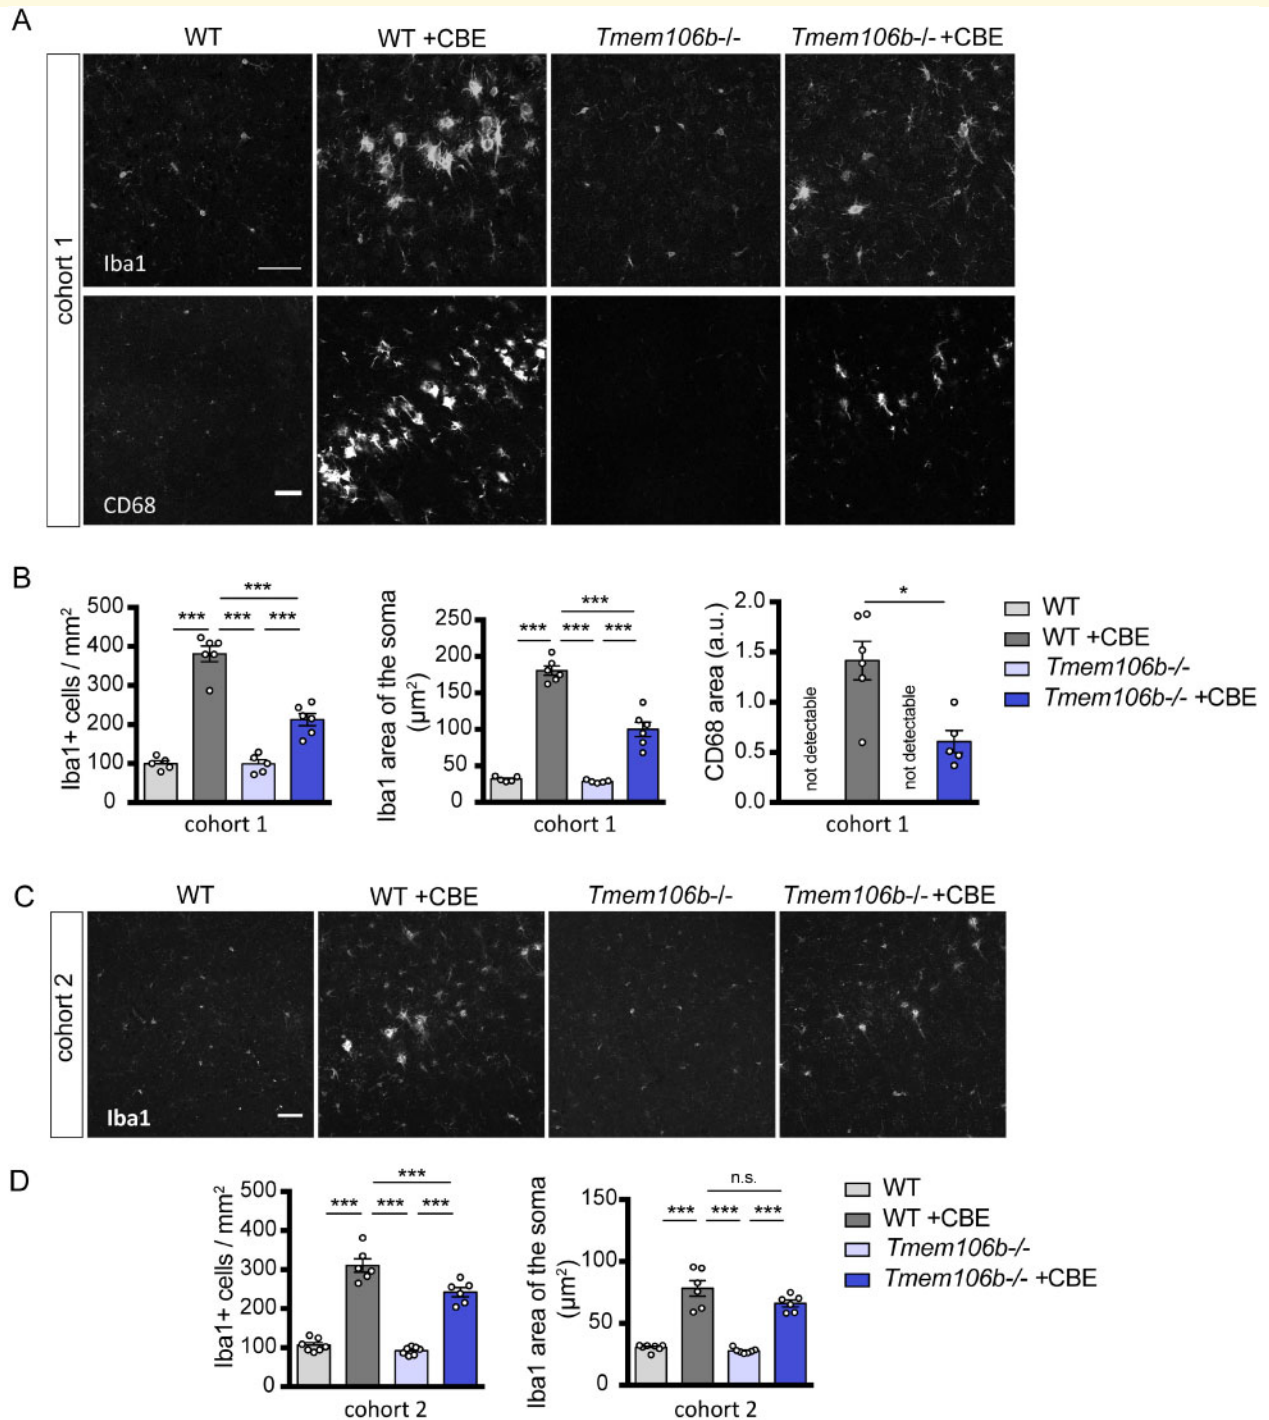 A
WT
WT +CBE
Tmem106b-/-
Tmem106b-/- +CBE
cohort 1
Iba1
CD68
B
Iba1+ cells / mm²
500
400
300
200
100
0
***
*** *** ***
cohort 1
Iba1 area of the soma
(µm²)
250
200
150
100
50
0
***
*** *** ***
cohort 1
CD68 area (a.u.)
2.0
1.5
1.0
0.5
0.0
*
not detectable
not detectable
cohort 1
WT
WT +CBE
Tmem106b-/-
Tmem106b-/- +CBE
C
WT
WT +CBE
Tmem106b-/-
Tmem106b-/- +CBE
cohort 2
Iba1
D
Iba1+ cells / mm²
500
400
300
200
100
0
***
*** *** ***
cohort 2
Iba1 area of the soma
(µm²)
150
100
50
0
n.s.
*** *** ***
cohort 2
WT
WT +CBE
Tmem106b-/-
Tmem106b-/- +CBE